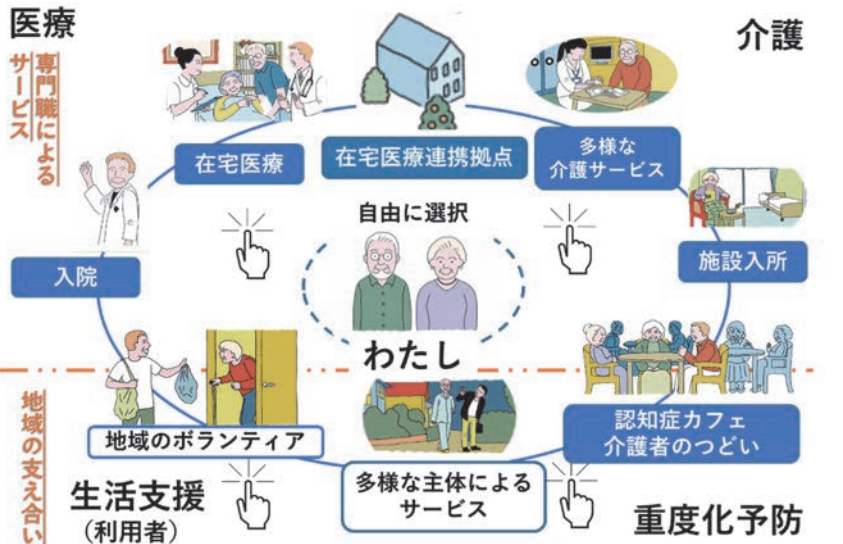 医療
介護
専門職による
サービス
在宅医療
在宅医療連携拠点
多様な
介護サービス
自由に選択
入院
施設入所
わたし
地域の支え合い
地域のボランティア
認知症カフェ
介護者のつどい
多様な主体による
サービス
生活支援
（利用者）
重度化予防